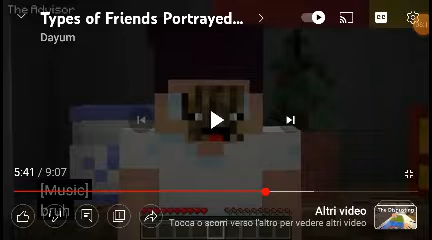 The Advisor
Types of Friends Portrayed...
Dayum
5:41 / 9:07
[Music]
bruh
Altri video
Tocca o scorri verso l'altro per vedere altri video